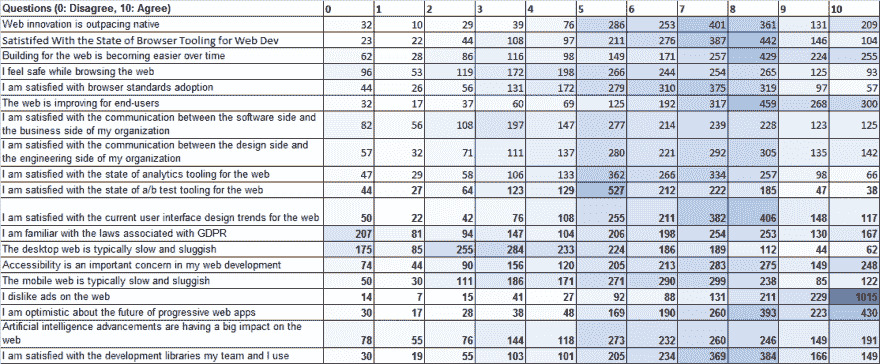 Questions (0: Disagree, 10: Agree) 0 1 2 3 4 5 6 7 8 9 10
Web innovation is outpacing native 32 10 29 39 76 286 253 401 361 131 209
Satistifed With the State of Browser Tooling for Web Dev 23 22 44 108 97 211 276 387 442 146 104
Building for the web is becoming easier over time 62 28 86 116 98 149 171 257 429 224 255
I feel safe while browsing the web 96 53 119 172 198 266 244 254 265 125 93
I am satisfied with browser standards adoption 44 26 56 131 172 279 310 375 319 97 57
The web is improving for end-users 32 17 37 60 69 125 192 317 459 268 300
I am satisfied with the communication between the software side and
the business side of my organization 82 56 108 197 147 277 214 239 228 123 125
I am satisfied with the communication between the design side and
the engineering side of my organization 57 32 71 111 137 280 221 292 305 135 142
I am satisfied with the state of analytics tooling for the web 47 29 58 106 133 362 266 334 257 98 66
I am satisfied with the state of a/b test tooling for the web 44 27 64 123 129 527 212 222 185 47 38
I am satisfied with the current user interface design trends for the web 50 22 42 76 108 255 211 382 406 148 117
I am familiar with the laws associated with GDPR 207 81 94 147 104 206 198 254 253 130 167
The desktop web is typically slow and sluggish 175 85 255 284 233 224 186 189 112 44 62
Accessibility is an important concern in my web development 74 44 90 156 120 205 213 283 275 149 248
The mobile web is typically slow and sluggish 50 30 111 186 171 271 290 299 238 85 122
I dislike ads on the web 14 7 15 41 27 92 88 131 211 229 1015
I am optimistic about the future of progressive web apps 30 17 28 38 48 169 190 260 393 223 430
Artificial intelligence advancements are having a big impact on the
web 78 55 76 144 118 273 232 260 246 149 191
I am satisfied with the development libraries my team and I use 30 19 55 103 101 205 234 369 384 166 149